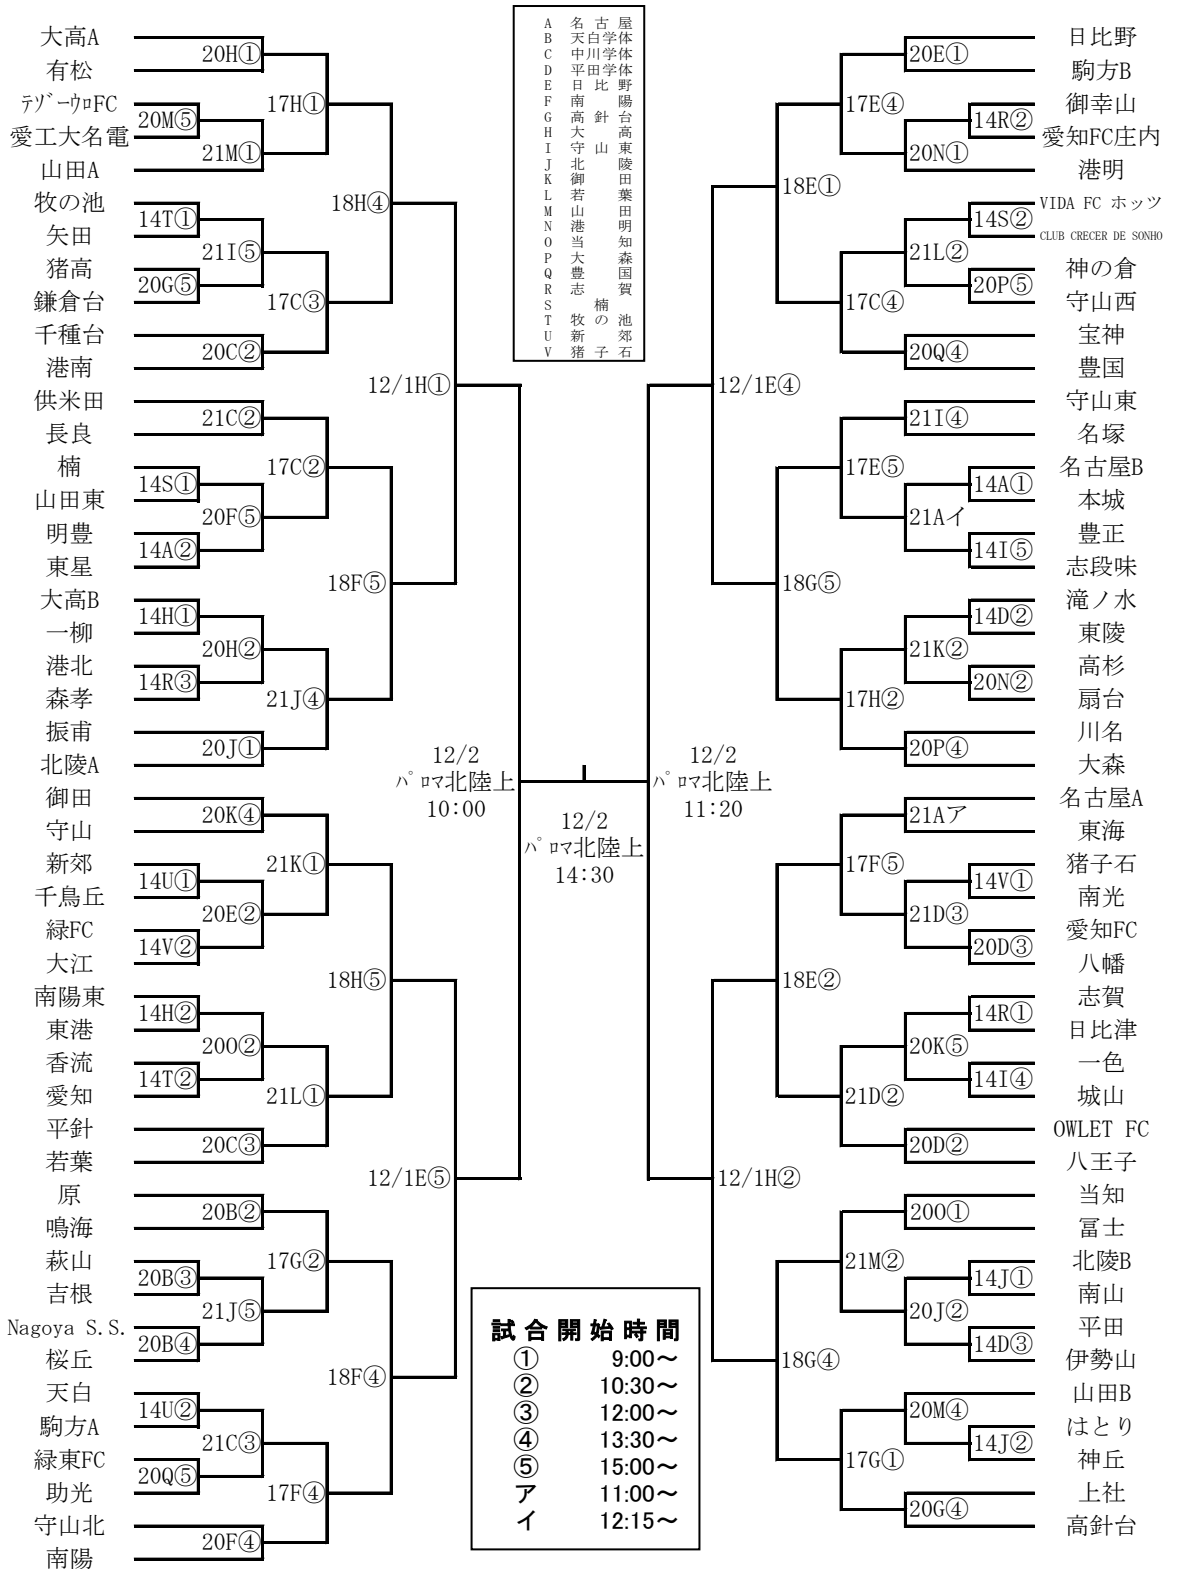 大高A
有松
ﾃｿﾞｰｳﾛFC
愛工大名電
山田A
牧の池
矢田
猪高
鎌倉台
千種台
港南
供米田
長良
楠
山田東
明豊
東星
大高B
一柳
港北
森孝
振甫
北陵A
御田
守山
新郊
千鳥丘
緑FC
大江
南陽東
東港
香流
愛知
平針
若葉
原
鳴海
萩山
吉根
Nagoya S.S.
桜丘
天白
駒方A
緑東FC
助光
守山北
南陽
20H①
20M⑤
21M①
17H①
14T①
20G⑤
21I⑤
20C②
17C③
18H④
21C②
14S①
14A②
20F⑤
17C②
14H①
14R③
20H②
20J①
21J④
18F⑤
12/1H①
20K④
14U①
14V②
20E②
21K①
14H②
14T②
20O②
20C③
21L①
18H⑤
20B②
20B③
20B④
21J⑤
17G②
14U②
20Q⑤
21C③
20F④
17F④
18F④
12/1E⑤
12/2
ﾊﾟﾛﾏ北陸上
10:00
A 名古屋
B 天白学体
C 中川学体
D 平田学体
E 日比野
F 南陽
G 高針台
H 大高
I 守山東
J 北陵
K 御田
L 若葉
M 山田
N 港明
O 当知
P 大森
Q 豊国
R 志賀
S 楠
T 牧の池
U 新郊
V 猪子石
12/2
ﾊﾟﾛﾏ北陸上
14:30
12/2
ﾊﾟﾛﾏ北陸上
11:20
20E①
14R②
20N①
17E④
14S②
20P⑤
21L②
20Q④
17C④
18E①
21I④
14A①
14I⑤
21Aイ
17E⑤
14D②
20N②
21K②
20P④
17H②
18G⑤
12/1E④
21Aア
14V①
20D③
21D③
17F⑤
14R①
14I④
20K⑤
20D②
21D②
18E②
20O①
14J①
14D③
20J②
21M②
20M④
14J②
20G④
17G①
18G④
12/1H②
日比野
駒方B
御幸山
愛知FC庄内
港明
VIDA FC ホッツ
CLUB CRECER DE SONHO
神の倉
守山西
宝神
豊国
守山東
名塚
名古屋B
本城
豊正
志段味
滝ノ水
東陵
高杉
扇台
川名
大森
名古屋A
東海
猪子石
南光
愛知FC
八幡
志賀
日比津
一色
城山
OWLET FC
八王子
当知
冨士
北陵B
南山
平田
伊勢山
山田B
はとり
神丘
上社
高針台
試合開始時間
① 9:00～
② 10:30～
③ 12:00～
④ 13:30～
⑤ 15:00～
ア 11:00～
イ 12:15～